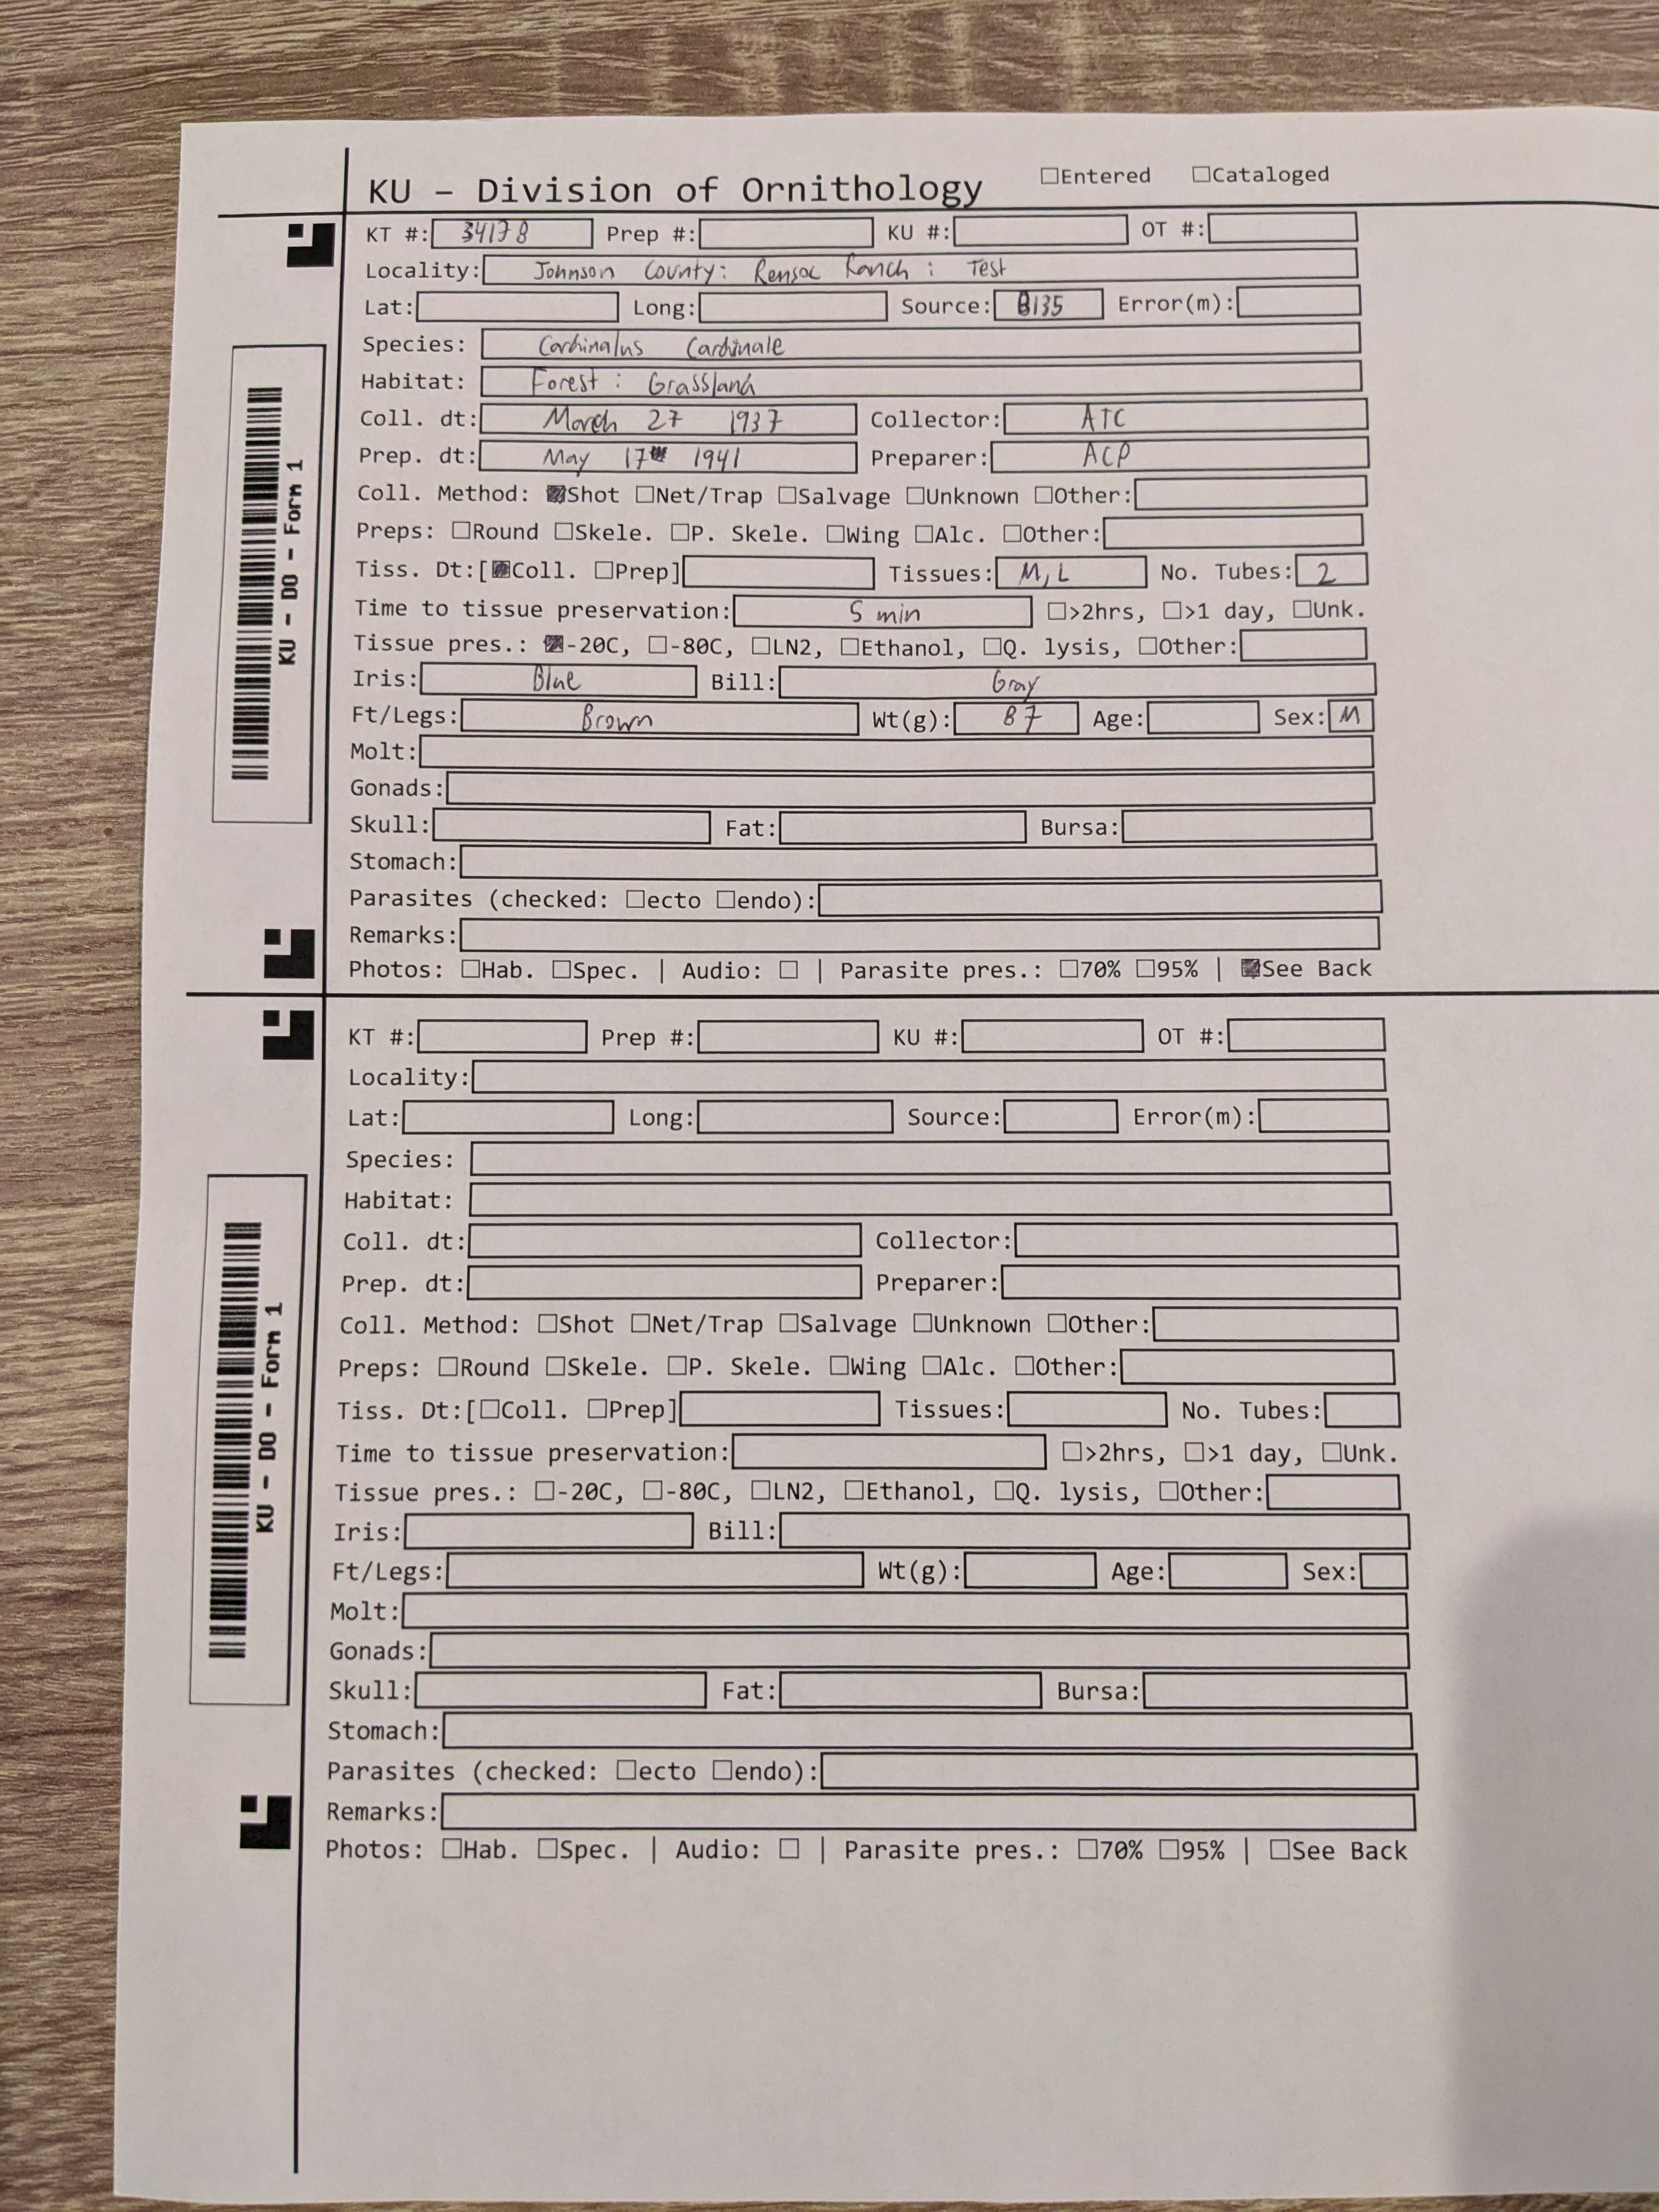 KU – Division of Ornithology ☐Entered ☐Cataloged
KT #: 34178 Prep #: KU #: OT #:
Locality: Johnson County: Rensoc Ranch : Test
Lat: Long: Source: B135 Error(m):
Species: Cardinalus Cardinale
Habitat: Forest : Grassland
Coll. dt: March 27 1937 Collector: ATC
Prep. dt: May 17 1941 Preparer: ACP
Coll. Method: ☒Shot ☐Net/Trap ☐Salvage ☐Unknown ☐Other:
Preps: ☐Round ☐Skele. ☐P. Skele. ☐Wing ☐Alc. ☐Other:
Tiss. Dt:[☒Coll. ☐Prep] Tissues: M,L No. Tubes: 2
Time to tissue preservation: 5 min ☐>2hrs, ☐>1 day, ☐Unk.
Tissue pres.: ☒-20C, ☐-80C, ☐LN2, ☐Ethanol, ☐Q. lysis, ☐Other:
Iris: Blue Bill: Gray
Ft/Legs: Brown Wt(g): 87 Age: Sex: M
Molt:
Gonads:
Skull: Fat: Bursa:
Stomach:
Parasites (checked: ☐ecto ☐endo):
Remarks:
Photos: ☐Hab. ☐Spec. | Audio: ☐ | Parasite pres.: ☐70% ☐95% | ☒See Back
KU - DO - Form 1
KT #: Prep #: KU #: OT #:
Locality:
Lat: Long: Source: Error(m):
Species:
Habitat:
Coll. dt: Collector:
Prep. dt: Preparer:
Coll. Method: ☐Shot ☐Net/Trap ☐Salvage ☐Unknown ☐Other:
Preps: ☐Round ☐Skele. ☐P. Skele. ☐Wing ☐Alc. ☐Other:
Tiss. Dt:[☐Coll. ☐Prep] Tissues: No. Tubes:
Time to tissue preservation: ☐>2hrs, ☐>1 day, ☐Unk.
Tissue pres.: ☐-20C, ☐-80C, ☐LN2, ☐Ethanol, ☐Q. lysis, ☐Other:
Iris: Bill:
Ft/Legs: Wt(g): Age: Sex:
Molt:
Gonads:
Skull: Fat: Bursa:
Stomach:
Parasites (checked: ☐ecto ☐endo):
Remarks:
Photos: ☐Hab. ☐Spec. | Audio: ☐ | Parasite pres.: ☐70% ☐95% | ☐See Back
KU - DO - Form 1